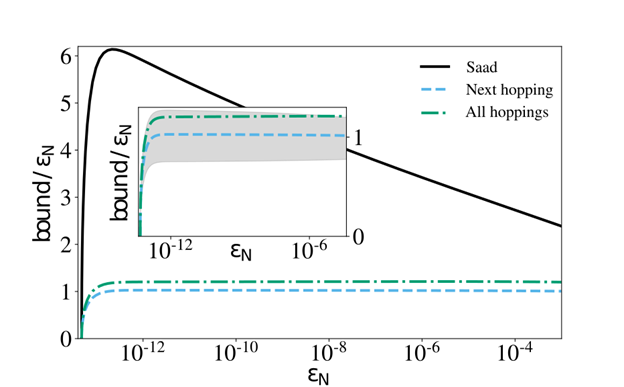 6
5
4
3
2
1
0
bound/εN
Saad
Next hopping
All hoppings
bound/εN
1
0
10-12
10-6
εN
10-12
10-10
10-8
10-6
10-4
εN